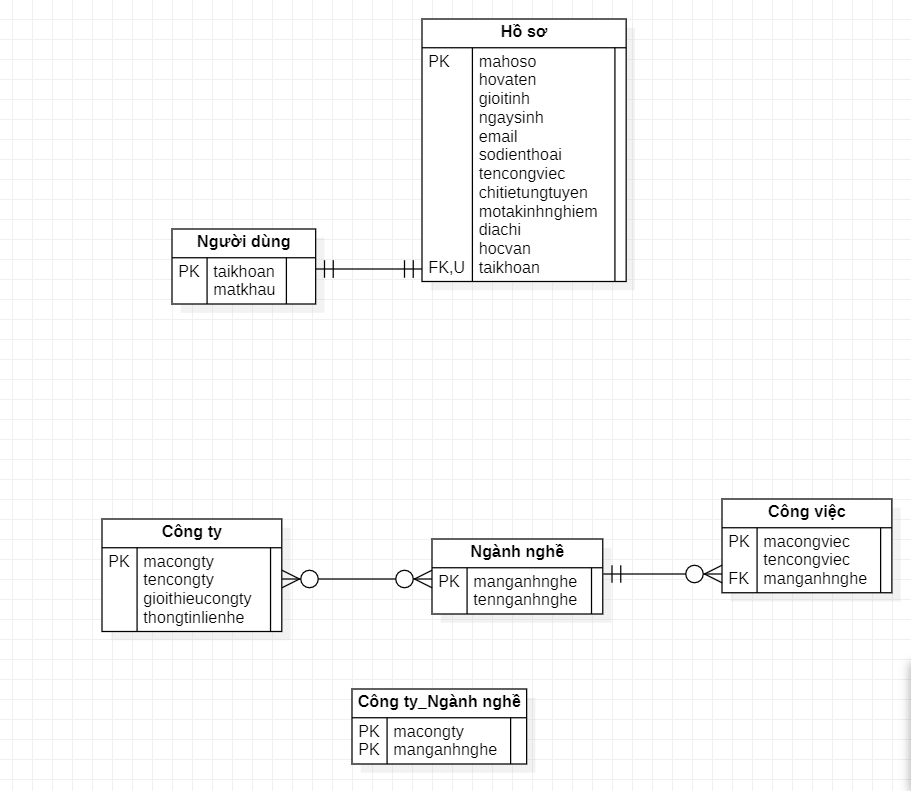 Hồ sơ
PK mahoso
hovaten
gioitinh
ngaysinh
email
sodienthoai
tencongviec
chitietungtuyen
motakinhnghiem
diachi
hocvan
FK,U taikhoan
Người dùng
PK taikhoan
matkhau
Công ty
PK macongty
tencongty
gioithieucongty
thongtinlienhe
Ngành nghề
PK manganhnghe
tennganhnghe
Công việc
PK macongviec
tencongviec
FK manganhnghe
Công ty_Ngành nghề
PK macongty
PK manganhnghe